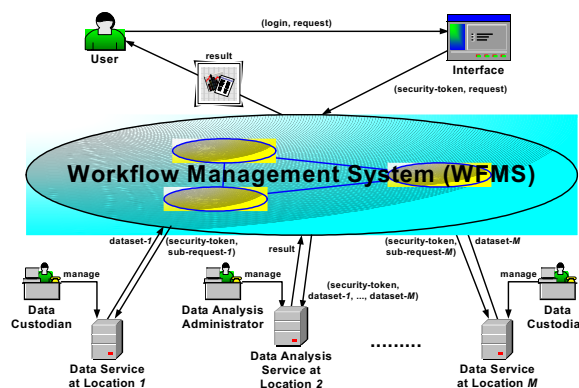 (login, request)
result
User
Interface
(security-token, request)
Workflow Management System (WFMS)
dataset-1
(security-token,
sub-request-1)
result
(security-token,
sub-request-M)
dataset-M
manage
manage
manage
(security-token,
dataset-1, ..., dataset-M)
Data
Custodian
Data Analysis
Administrator
Data
Custodia
Data Service
at Location 1
Data Analysis
Service at
Location 2
.........
Data Service
at Location M